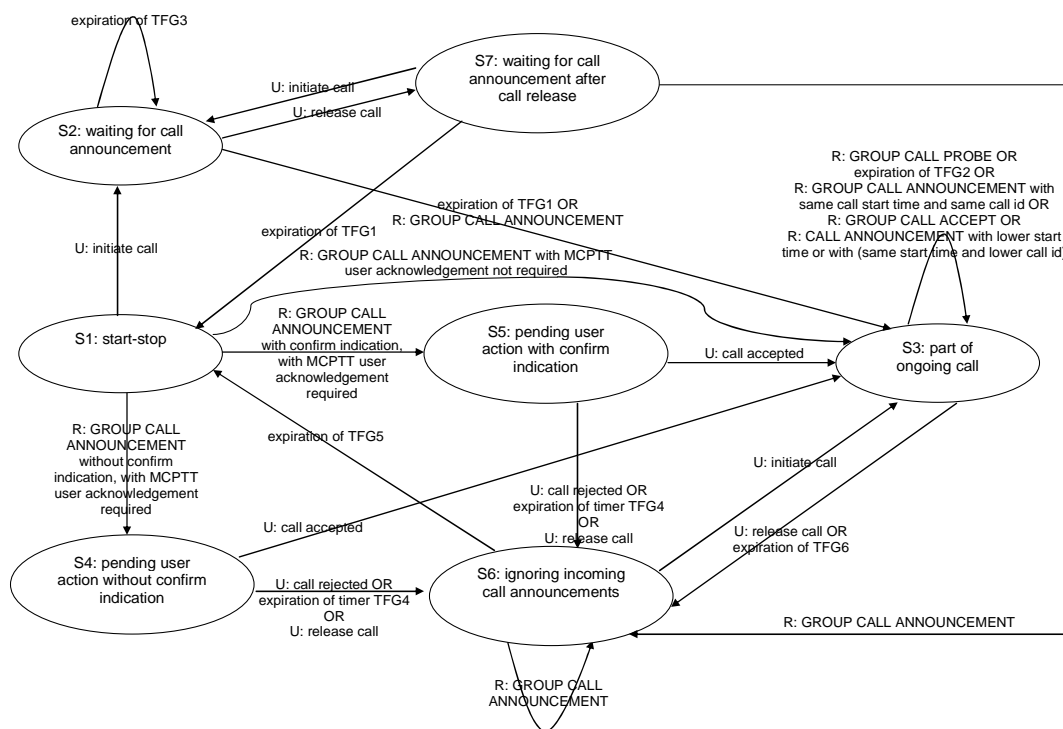 expiration of TFG3
S7: waiting for call
announcement after
call release
U: initiate call
U: release call
S2: waiting for call
announcement
R: GROUP CALL PROBE OR
expiration of TFG2 OR
R: GROUP CALL ANNOUNCEMENT with
same call start time and same call id OR
R: GROUP CALL ACCEPT OR
R: CALL ANNOUNCEMENT with lower start
time or with (same start time and lower call id)
expiration of TFG1 OR
R: GROUP CALL ANNOUNCEMENT
expiration of TFG1
U: initiate call
R: GROUP CALL ANNOUNCEMENT with MCPTT
user acknowledgement not required
S1: start-stop
R: GROUP CALL
ANNOUNCEMENT
with confirm indication,
with MCPTT user
acknowledgement
required
S5: pending user
action with confirm
indication
U: call accepted
S3: part of
ongoing call
R: GROUP CALL
ANNOUNCEMENT
without confirm
indication, with MCPTT
user acknowledgement
required
expiration of TFG5
U: initiate call
U: call rejected OR
expiration of timer TFG4
OR
U: release call
U: call accepted
U: release call OR
expiration of TFG6
S4: pending user
action without confirm
indication
U: call rejected OR
expiration of timer TFG4
OR
U: release call
S6: ignoring incoming
call announcements
R: GROUP CALL ANNOUNCEMENT
R: GROUP CALL
ANNOUNCEMENT